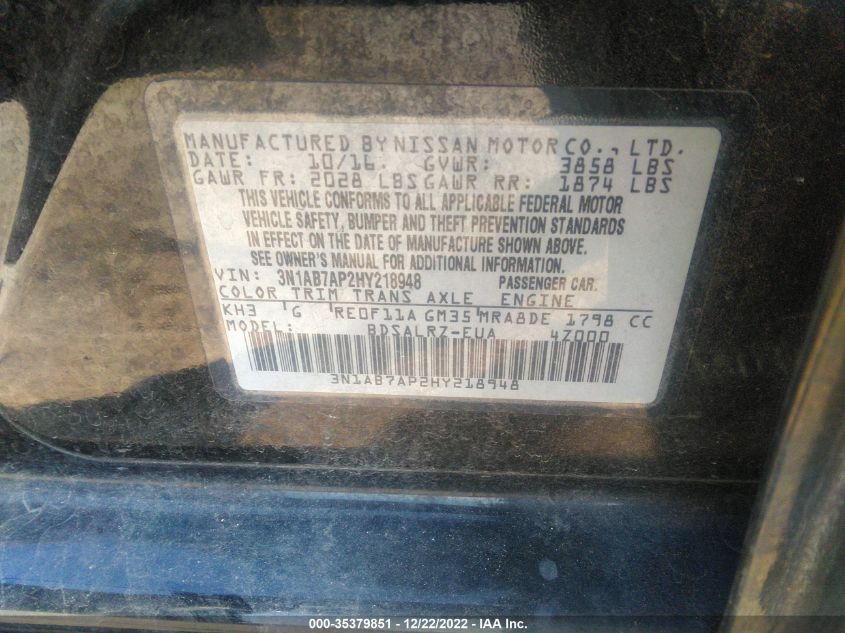 MANUFACTURED BY NISSAN MOTOR CO., LTD.
DATE: 10/16. GVWR: 3858 LBS
GAWR FR: 2028 LBS GAWR RR: 1874 LBS
THIS VEHICLE CONFORMS TO ALL APPLICABLE FEDERAL MOTOR
VEHICLE SAFETY, BUMPER AND THEFT PREVENTION STANDARDS
IN EFFECT ON THE DATE OF MANUFACTURE SHOWN ABOVE.
SEE OWNER'S MANUAL FOR ADDITIONAL INFORMATION.
VIN: 3N1AB7AP2HY218948 PASSENGER CAR.
COLOR TRIM TRANS AXLE ENGINE
KH3 G RE0F11A GM35 MRA8DE 1798 CC
MODEL: BDSALRZ-EUA 4Z000
3N1AB7AP2HY218948
000-35379851 - 12/22/2022 - IAA Inc.